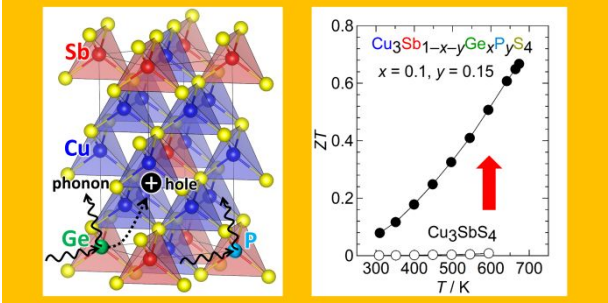 Sb
Cu
phonon
+ hole
Ge
P
Cu₃Sb₁₋ₓ₋yGeₓPyS₄
x = 0.1, y = 0.15
0.8
0.6
0.4
0.2
0
ZT
Cu₃SbS₄
300 400 500 600 700
T / K